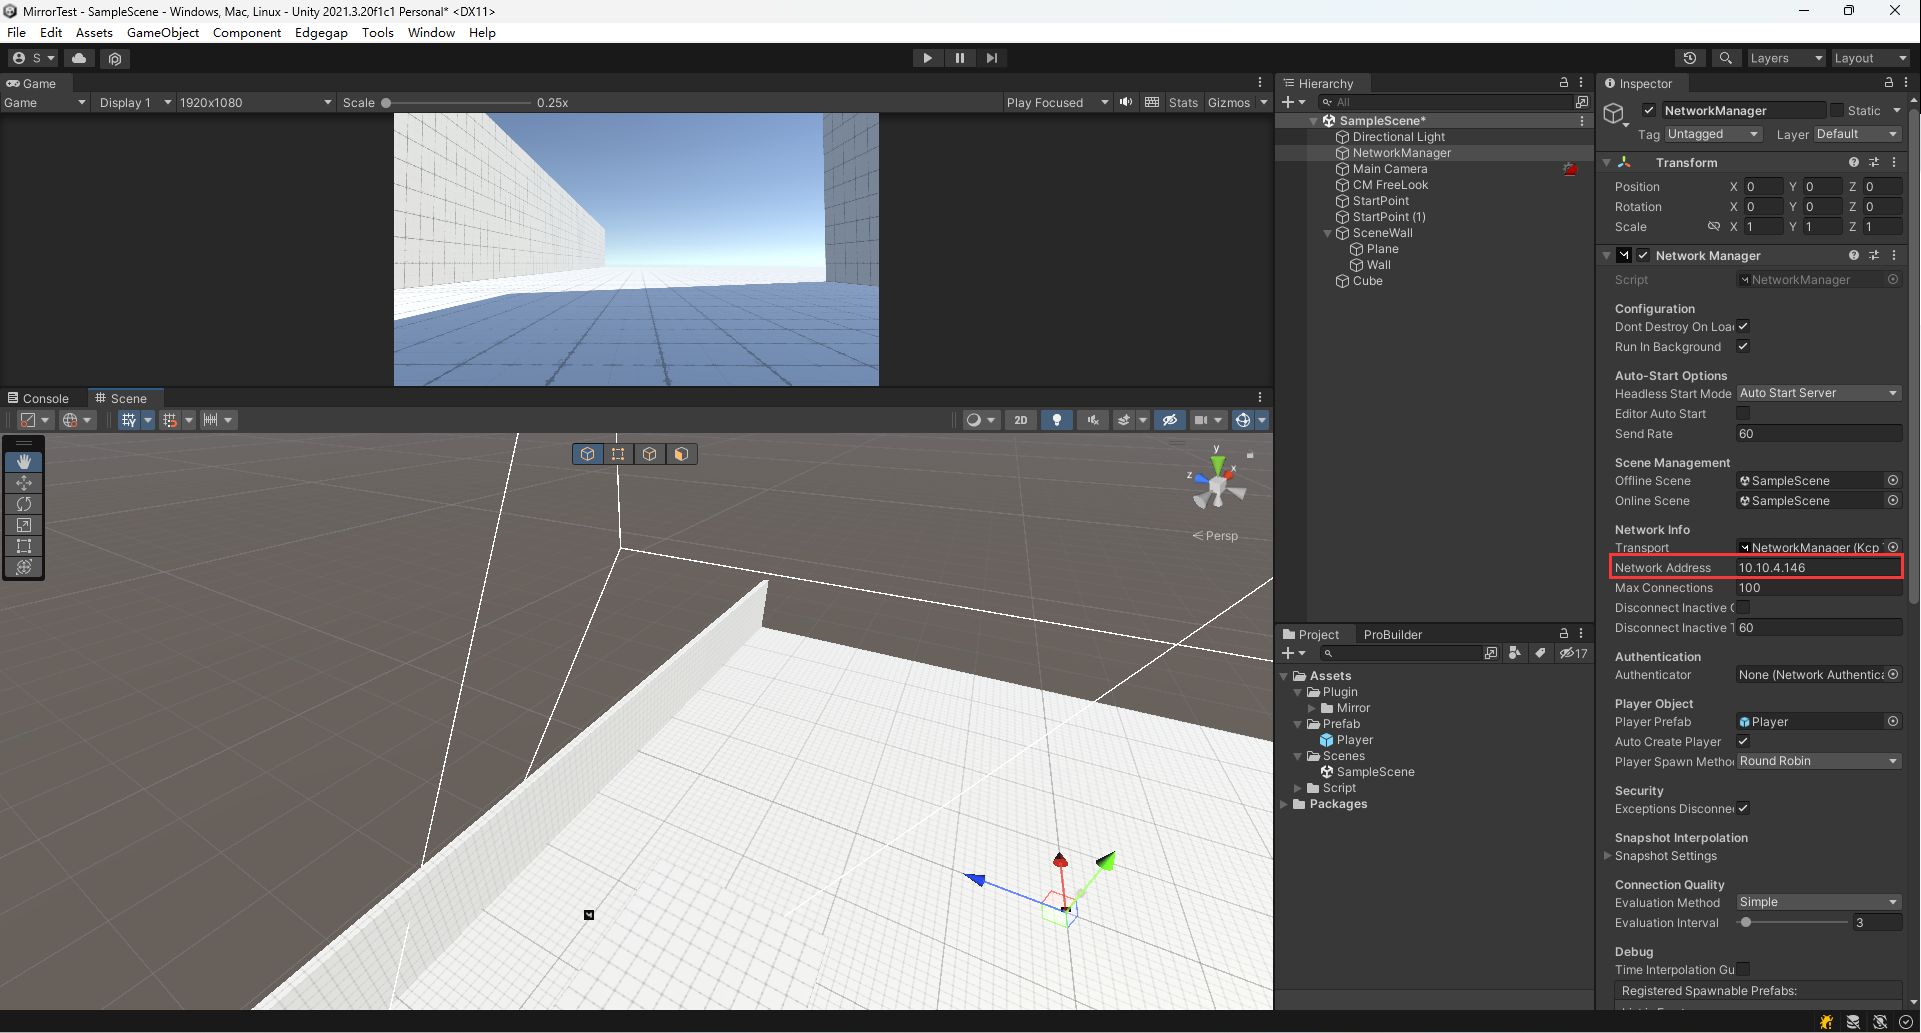 MirrorTest - SampleScene - Windows, Mac, Linux - Unity 2021.3.20f1c1 Personal* <DX11>
File Edit Assets GameObject Component Edgegap Tools Window Help
S
Layers Layout
Game
Game Display 1 1920x1080 Scale 0.25x Play Focused Stats Gizmos
Console Scene
2D
y
z x
Persp
Hierarchy
All
SampleScene*
Directional Light
NetworkManager
Main Camera
CM FreeLook
StartPoint
StartPoint (1)
SceneWall
Plane
Wall
Cube
Project ProBuilder
17
Assets
Plugin
Mirror
Prefab
Player
Scenes
SampleScene
Script
Packages
Inspector
NetworkManager Static
Tag Untagged Layer Default
Transform
Position X 0 Y 0 Z 0
Rotation X 0 Y 0 Z 0
Scale X 1 Y 1 Z 1
Network Manager
Script NetworkManager
Configuration
Dont Destroy On Loa
Run In Background
Auto-Start Options
Headless Start Mode Auto Start Server
Editor Auto Start
Send Rate 60
Scene Management
Offline Scene SampleScene
Online Scene SampleScene
Network Info
Transport NetworkManager (Kcp
Network Address 10.10.4.146
Max Connections 100
Disconnect Inactive
Disconnect Inactive T 60
Authentication
Authenticator None (Network Authentica
Player Object
Player Prefab Player
Auto Create Player
Player Spawn Metho Round Robin
Security
Exceptions Disconne
Snapshot Interpolation
Snapshot Settings
Connection Quality
Evaluation Method Simple
Evaluation Interval 3
Debug
Time Interpolation Gu
Registered Spawnable Prefabs: